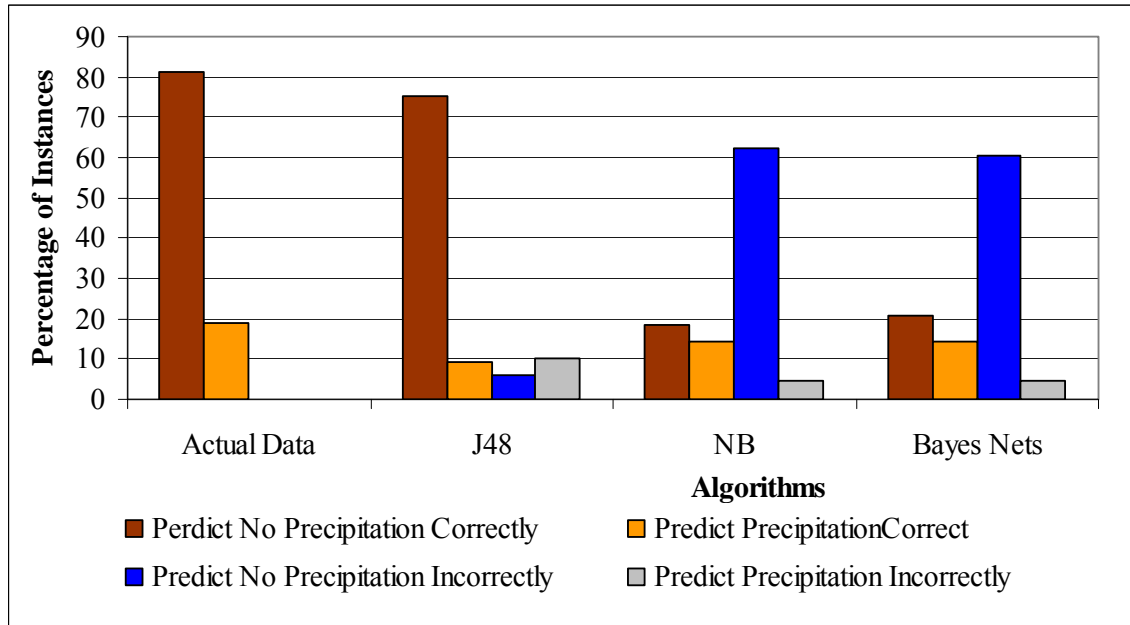 90
80
70
60
50
40
30
20
10
0
Percentage of Instances
Actual Data J48 NB Bayes Nets
Algorithms
Perdict No Precipitation Correctly Predict PrecipitationCorrect
Predict No Precipitation Incorrectly Predict Precipitation Incorrectly